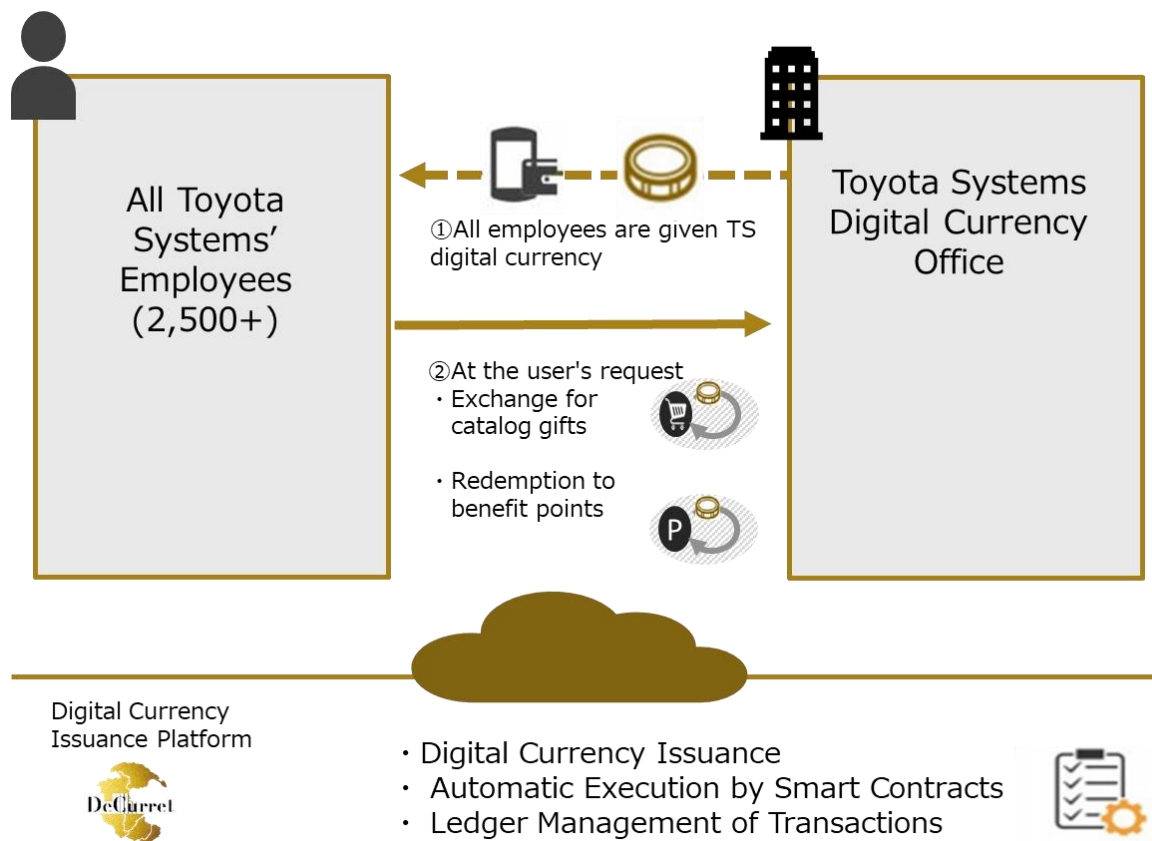 All Toyota
Systems’
Employees
(2,500+)
①All employees are given TS
digital currency
Toyota Systems
Digital Currency
Office
②At the user's request
・Exchange for
catalog gifts
・Redemption to
benefit points
P
Digital Currency
Issuance Platform
DeCurret
・Digital Currency Issuance
・ Automatic Execution by Smart Contracts
・ Ledger Management of Transactions